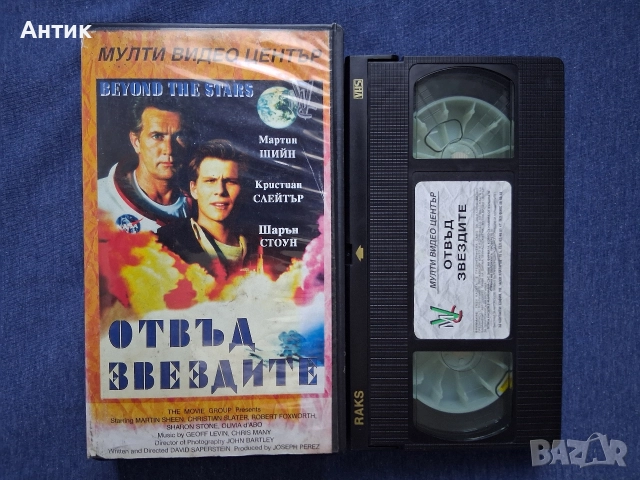 Антик
МУЛТИ ВИДЕО ЦЕНТЪР
BEYOND THE STARS
Мартин
ШИЙН
Кристиан
СЛЕЙТЪР
Шарън
СТОУН
ОТВЪД
ЗВЕЗДИТЕ
THE MOVIE GROUP Presents
Starring MARTIN SHEEN, CHRISTIAN SLATER, ROBERT FOXWORTH,
SHARON STONE, OLIVIA d'ABO
Music by GEOFF LEVIN, CHRIS MANY
Director of Photography JOHN BARTLEY
Written and Directed DAVID SAPERSTEIN Produced by JOSEPH PEREZ
VHS
RAKS
МУЛТИ ВИДЕО ЦЕНТЪР
ОТВЪД
ЗВЕЗДИТЕ
BAZAR
bg